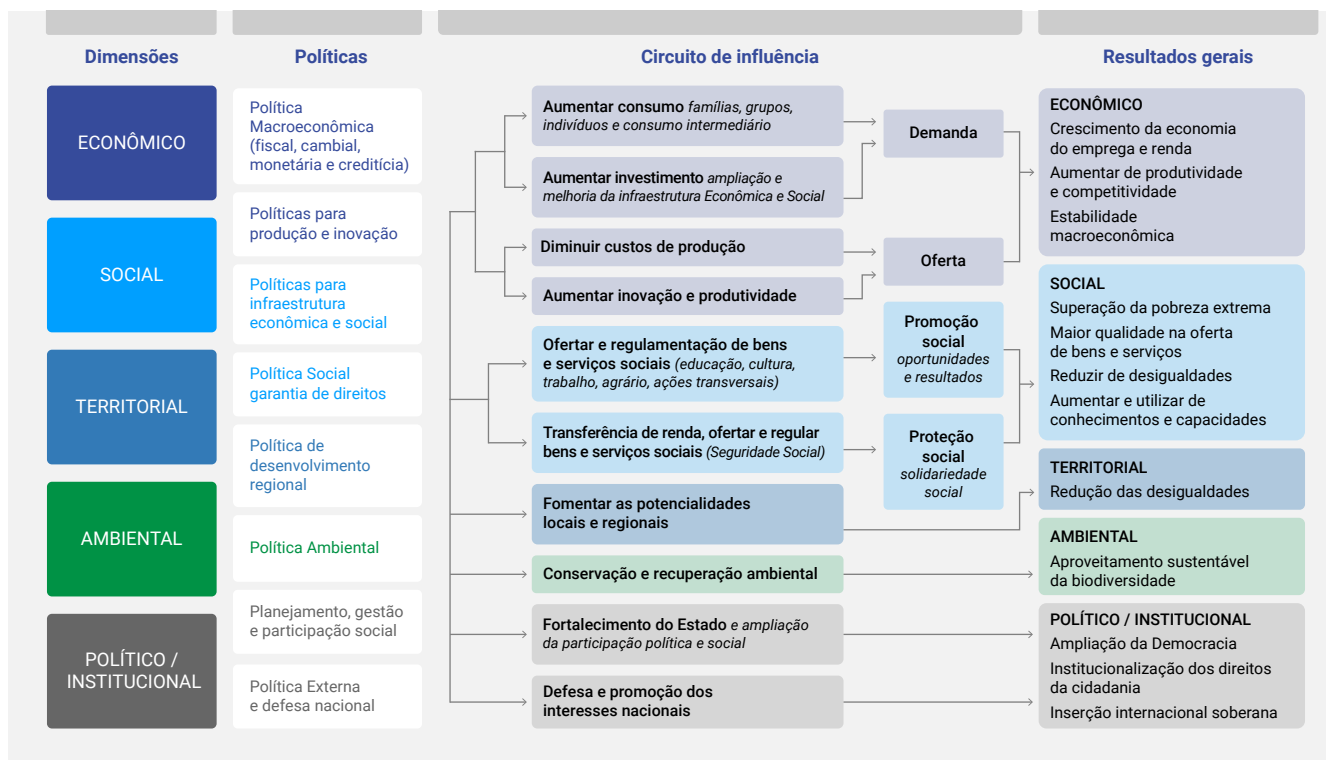 Dimensões
Políticas
Circuito de influência
Resultados gerais
ECONÔMICO
SOCIAL
TERRITORIAL
AMBIENTAL
POLÍTICO /
INSTITUCIONAL
Política
Macroeconômica
(fiscal, cambial,
monetária e creditícia)
Políticas para
produção e inovação
Políticas para
infraestrutura
econômica e social
Política Social
garantia de direitos
Política de
desenvolvimento
regional
Política Ambiental
Planejamento, gestão
e participação social
Política Externa
e defesa nacional
Aumentar consumo famílias, grupos,
indivíduos e consumo intermediário
Aumentar investimento ampliação e
melhoria da infraestrutura Econômica e Social
Diminuir custos de produção
Aumentar inovação e produtividade
Ofertar e regulamentação de bens
e serviços sociais (educação, cultura,
trabalho, agrário, ações transversais)
Transferência de renda, ofertar e regular
bens e serviços sociais (Seguridade Social)
Fomentar as potencialidades
locais e regionais
Conservação e recuperação ambiental
Fortalecimento do Estado e ampliação
da participação política e social
Defesa e promoção dos
interesses nacionais
Demanda
Oferta
Promoção
social
oportunidades
e resultados
Proteção
social
solidariedade
social
ECONÔMICO
Crescimento da economia
do emprega e renda
Aumentar de produtividade
e competitividade
Estabilidade
macroeconômica
SOCIAL
Superação da pobreza extrema
Maior qualidade na oferta
de bens e serviços
Reduzir de desigualdades
Aumentar e utilizar de
conhecimentos e capacidades
TERRITORIAL
Redução das desigualdades
AMBIENTAL
Aproveitamento sustentável
da biodiversidade
POLÍTICO / INSTITUCIONAL
Ampliação da Democracia
Institucionalização dos direitos
da cidadania
Inserção internacional soberana